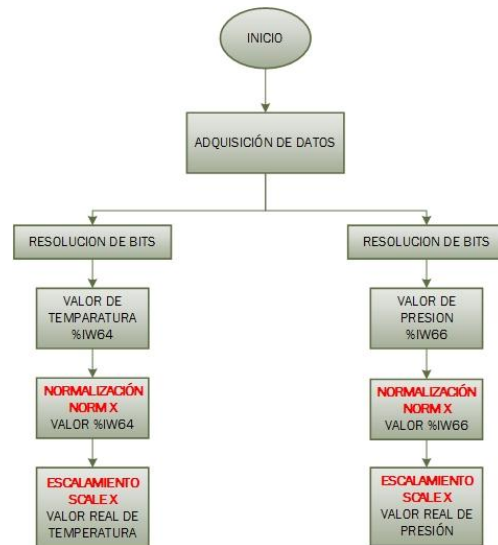 INICIO
ADQUISICIÓN DE DATOS
RESOLUCION DE BITS
VALOR DE
TEMPARATURA
%IW64
NORMALIZACIÓN
NORM X
VALOR %IW64
ESCALAMIENTO
SCALE X
VALOR REAL DE
TEMPERATURA
RESOLUCION DE BITS
VALOR DE
PRESION
%IW66
NORMALIZACIÓN
NORM X
VALOR %IW66
ESCALAMIENTO
SCALE X
VALOR REAL DE
PRESIÓN